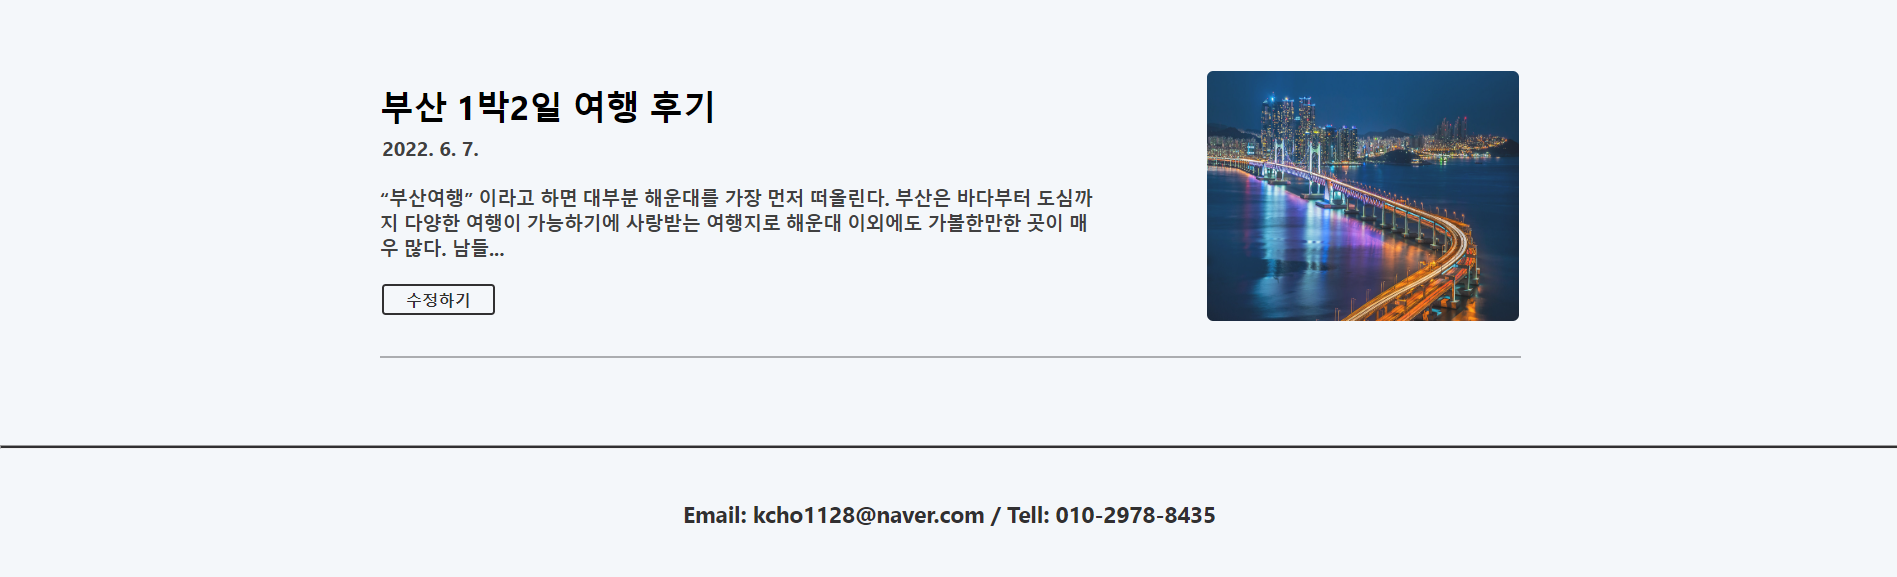 부산 1박2일 여행 후기
2022. 6. 7.
“부산여행” 이라고 하면 대부분 해운대를 가장 먼저 떠올린다. 부산은 바다부터 도심까
지 다양한 여행이 가능하기에 사랑받는 여행지로 해운대 이외에도 가볼한만한 곳이 매
우 많다. 남들...
수정하기
Email: kcho1128@naver.com / Tell: 010-2978-8435